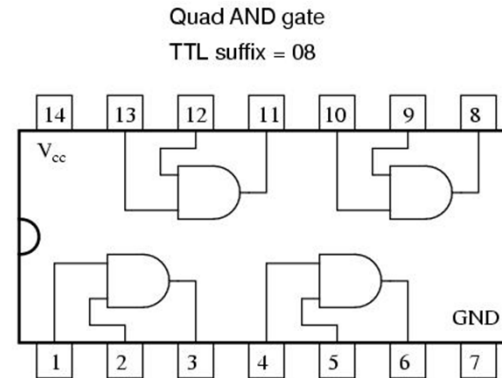 Quad AND gate
TTL suffix = 08
14 13 12 11 10 9 8
Vcc
GND
1 2 3 4 5 6 7